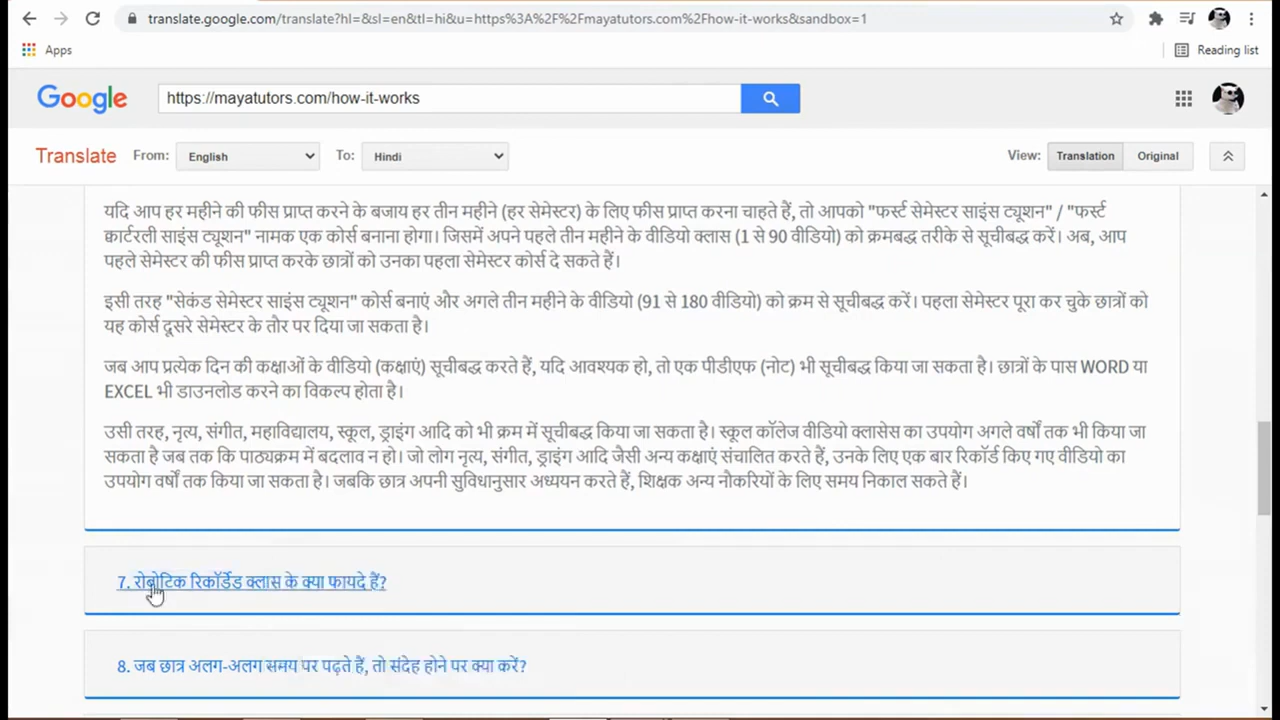 translate.google.com/translate?hl=&sl=en&tl=hi&u=https%3A%2F%2Fmayatutors.com%2Fhow-it-works&sandbox=1
Apps
Reading list
Google
https://mayatutors.com/how-it-works
Translate From: English To: Hindi View: Translation Original
यदि आप हर महीने की फीस प्राप्त करने के बजाय हर तीन महीने (हर सेमेस्टर) के लिए फीस प्राप्त करना चाहते हैं, तो आपको "फर्स्ट सेमेस्टर साइंस ट्यूशन" / "फर्स्ट
क्वार्टरली साइंस ट्यूशन" नामक एक कोर्स बनाना होगा। जिसमें अपने पहले तीन महीने के वीडियो क्लास (1 से 90 वीडियो) को क्रमबद्ध तरीके से सूचीबद्ध करें। अब, आप
पहले सेमेस्टर की फीस प्राप्त करके छात्रों को उनका पहला सेमेस्टर कोर्स दे सकते हैं।
इसी तरह "सेकंड सेमेस्टर साइंस ट्यूशन" कोर्स बनाएं और अगले तीन महीने के वीडियो (91 से 180 वीडियो) को क्रम से सूचीबद्ध करें। पहला सेमेस्टर पूरा कर चुके छात्रों को
यह कोर्स दूसरे सेमेस्टर के तौर पर दिया जा सकता है।
जब आप प्रत्येक दिन की कक्षाओं के वीडियो (कक्षाएं) सूचीबद्ध करते हैं, यदि आवश्यक हो, तो एक पीडीएफ (नोट) भी सूचीबद्ध किया जा सकता है। छात्रों के पास WORD या
EXCEL भी डाउनलोड करने का विकल्प होता है।
उसी तरह, नृत्य, संगीत, महाविद्यालय, स्कूल, ड्राइंग आदि को भी क्रम में सूचीबद्ध किया जा सकता है। स्कूल कॉलेज वीडियो क्लासेस का उपयोग अगले वर्षों तक भी किया जा
सकता है जब तक कि पाठ्यक्रम में बदलाव न हो। जो लोग नृत्य, संगीत, ड्राइंग आदि जैसी अन्य कक्षाएं संचालित करते हैं, उनके लिए एक बार रिकॉर्ड किए गए वीडियो का
उपयोग वर्षों तक किया जा सकता है। जबकि छात्र अपनी सुविधानुसार अध्ययन करते हैं, शिक्षक अन्य नौकरियों के लिए समय निकाल सकते हैं।
7. रोबोटिक रिकॉर्डेड क्लास के क्या फायदे हैं?
8. जब छात्र अलग-अलग समय पर पढ़ते हैं, तो संदेह होने पर क्या करें?